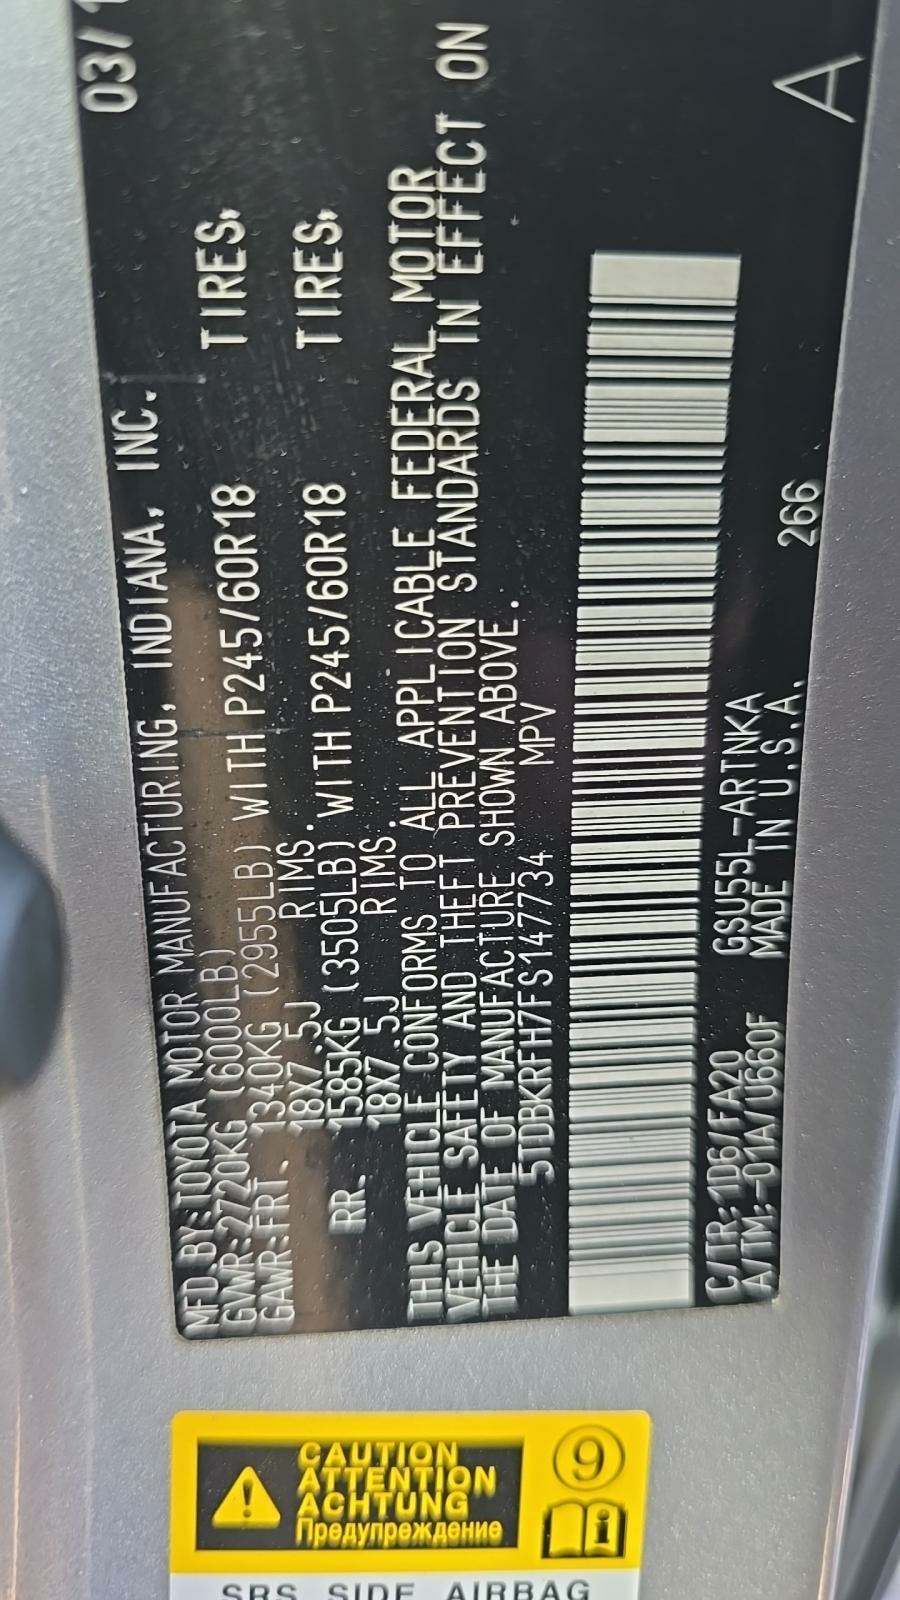 MFD BY:TOYOTA MOTOR MANUFACTURING, INDIANA, INC. 03/1
GVWR:2720KG (6000LB)
GAWR:FRT. 1340KG (2955LB) WITH P245/60R18 TIRES,
18X7.5J RIMS.
RR. 1585KG (3505LB) WITH P245/60R18 TIRES,
18X7.5J RIMS.
THIS VEHICLE CONFORMS TO ALL APPLICABLE FEDERAL MOTOR
VEHICLE SAFETY AND THEFT PREVENTION STANDARDS IN EFFECT ON
THE DATE OF MANUFACTURE SHOWN ABOVE.
5TDBKRFH7FS147734 MPV
C/TR:1D6/FA20 GSU55L-ARTNKA
A/TM:-01A/U660F MADE IN U.S.A. 266 A
CAUTION
ATTENTION
ACHTUNG
Предупреждение
9
i
SRS SIDE AIRBAG